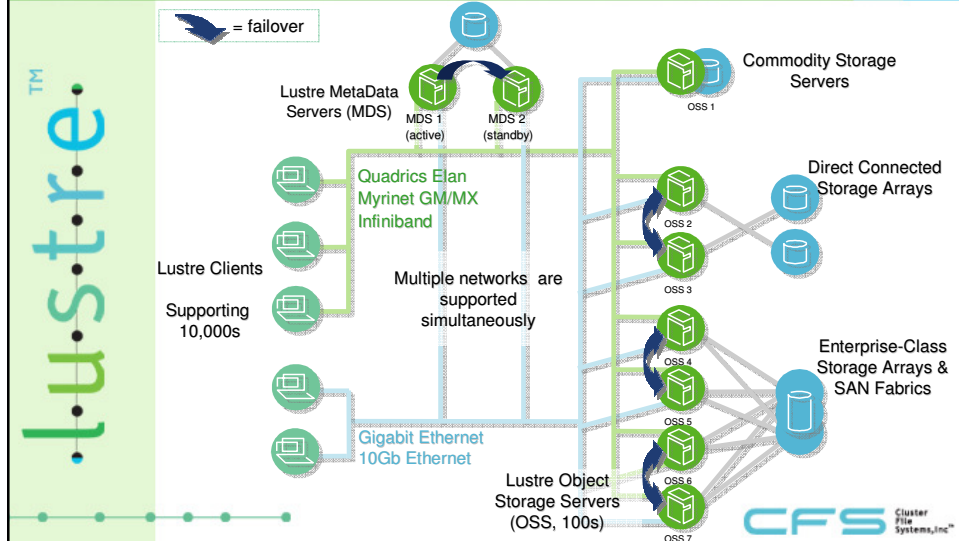 lustre™
= failover
Lustre MetaData
Servers (MDS)
MDS 1
(active)
MDS 2
(standby)
OSS 1
Commodity Storage
Servers
Quadrics Elan
Myrinet GM/MX
Infiniband
OSS 2
Direct Connected
Storage Arrays
OSS 3
Lustre Clients
Supporting
10,000s
Multiple networks are
supported
simultaneously
OSS 4
Enterprise-Class
Storage Arrays &
SAN Fabrics
OSS 5
Gigabit Ethernet
10Gb Ethernet
OSS 6
Lustre Object
Storage Servers
(OSS, 100s)
OSS 7
CFS
Cluster
File
Systems,Inc™